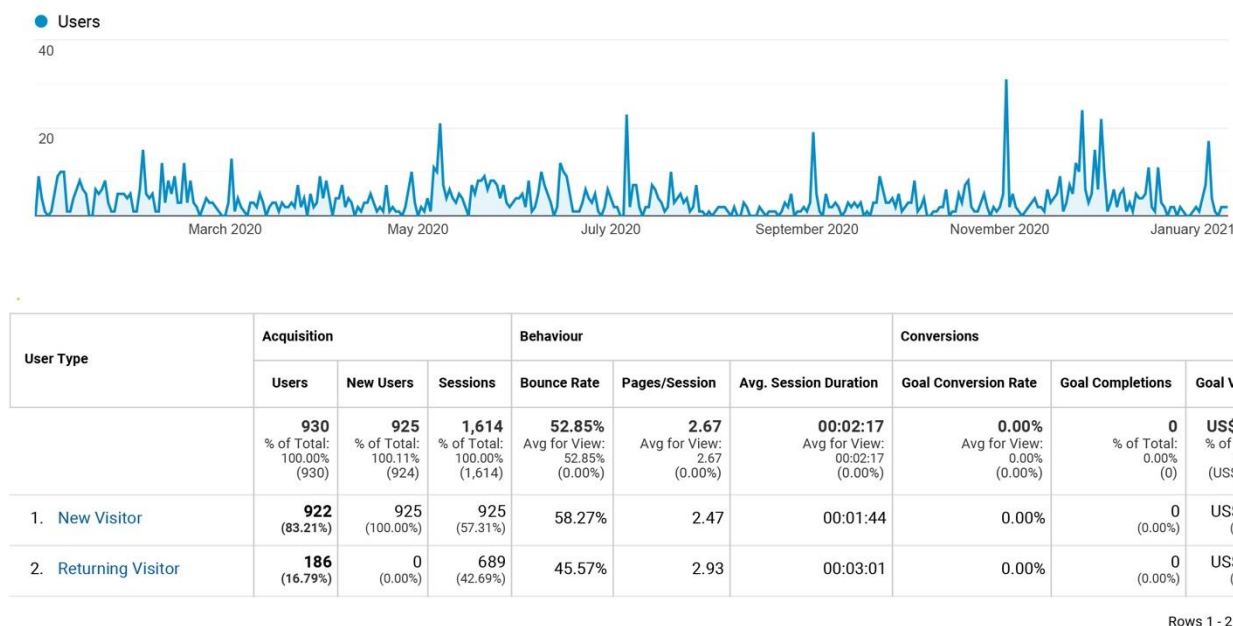 Users
40
20
March 2020 May 2020 July 2020 September 2020 November 2020 January 2021
User Type Acquisition Behaviour Conversions
Users New Users Sessions Bounce Rate Pages/Session Avg. Session Duration Goal Conversion Rate Goal Completions Goal V
930 925 1,614 52.85% 2.67 00:02:17 0.00% 0 US$
% of Total: % of Total: % of Total: Avg for View: Avg for View: Avg for View: Avg for View: % of Total: % of
100.00% 100.11% 100.00% 52.85% 2.67 00:02:17 0.00% 0.00%
(930) (924) (1,614) (0.00%) (0.00%) (0.00%) (0.00%) (0) (US$
1. New Visitor 922 925 925 58.27% 2.47 00:01:44 0.00% 0 US$
(83.21%) (100.00%) (57.31%) (0.00%)
2. Returning Visitor 186 0 689 45.57% 2.93 00:03:01 0.00% 0 US$
(16.79%) (0.00%) (42.69%) (0.00%)
Rows 1 - 2